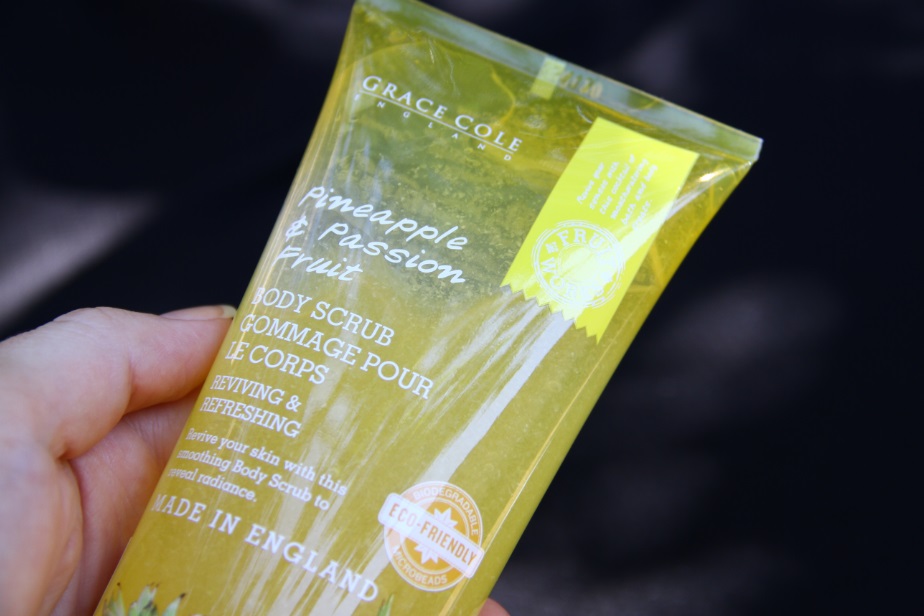 GRACE COLE
ENGLAND
Pineapple
& Passion
Fruit
BODY SCRUB
GOMMAGE POUR
LE CORPS
REVIVING &
REFRESHING
Revive your skin with this
smoothing Body Scrub to
reveal radiance.
MADE IN ENGLAND
BIODEGRADABLE
ECO-FRIENDLY
MICROBEADS